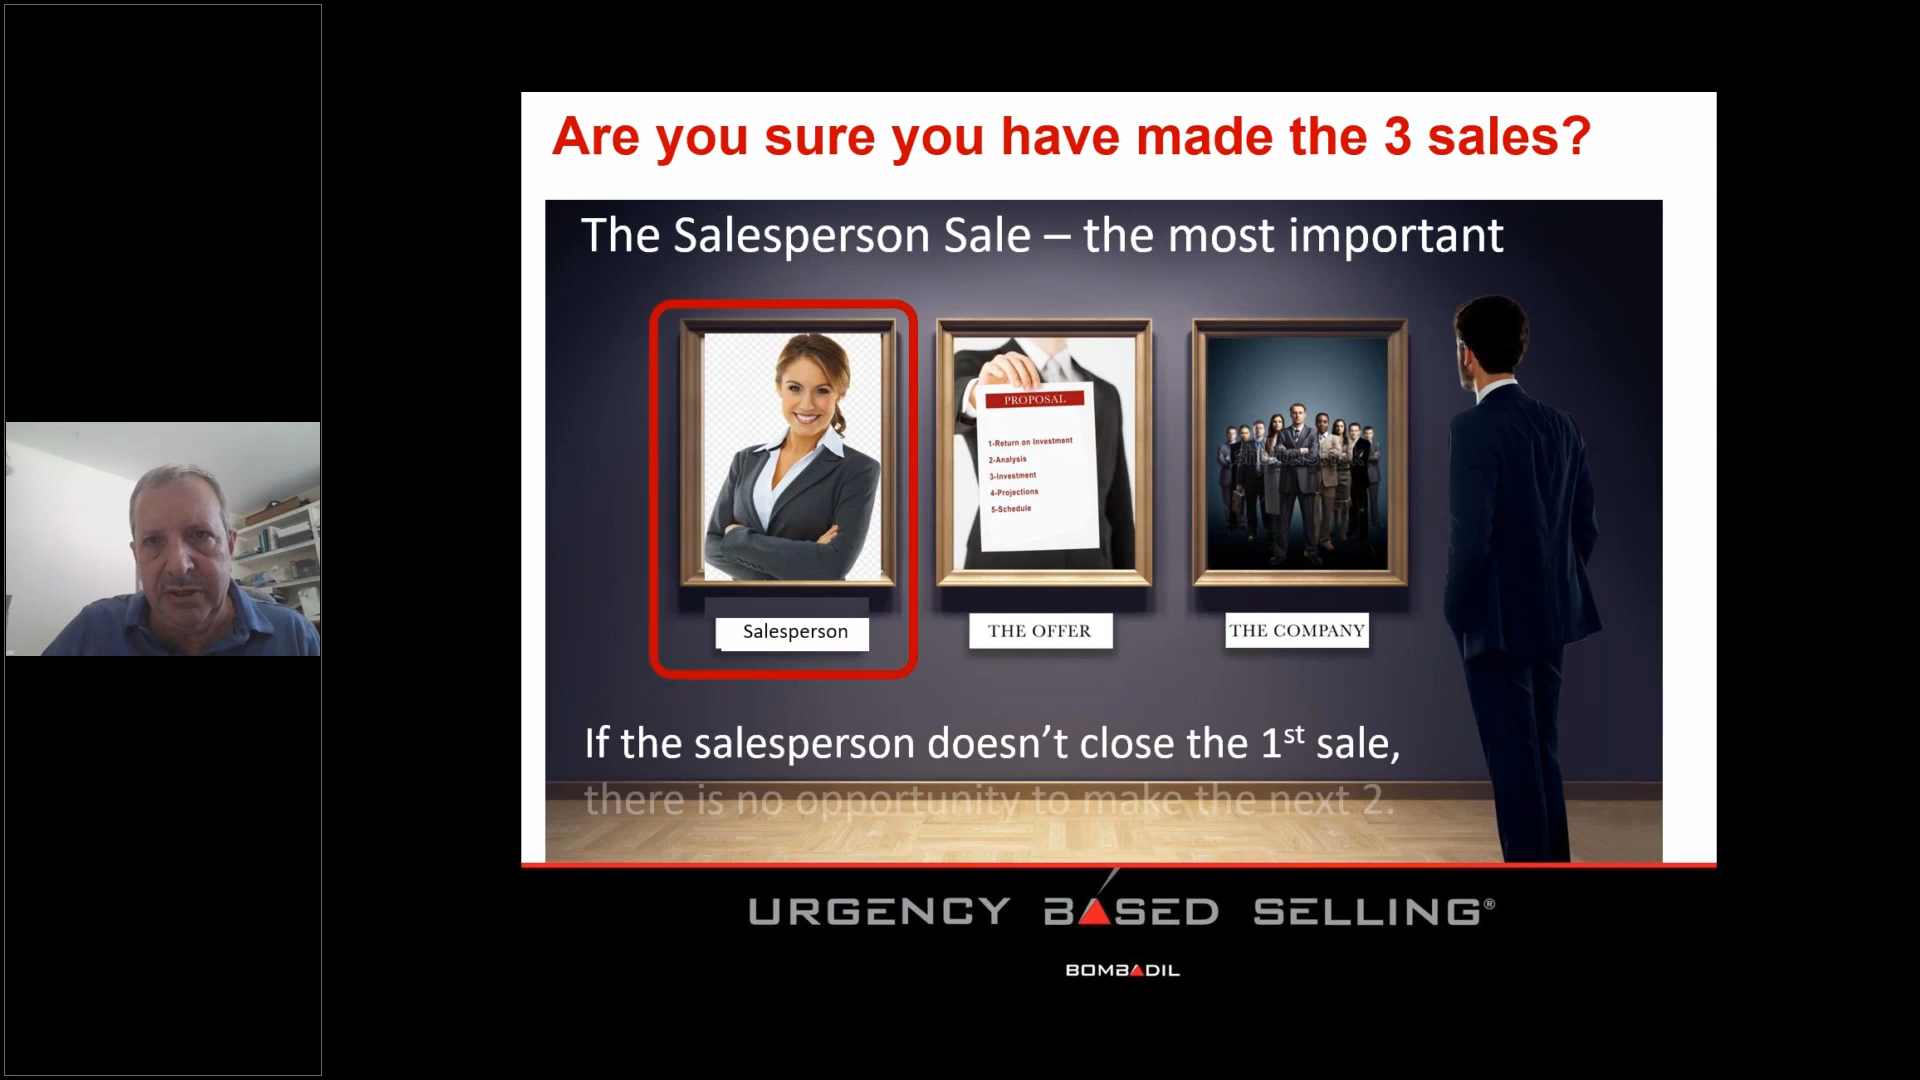 Are you sure you have made the 3 sales?
The Salesperson Sale – the most important
PROPOSAL
1-Return on Investment
2-Analysis
3-Investment
4-Projections
5-Schedule
shutterstock
Salesperson
THE OFFER
THE COMPANY
If the salesperson doesn’t close the 1st sale,
there is no opportunity to make the next 2.
URGENCY BASED SELLING®
BOMBADIL